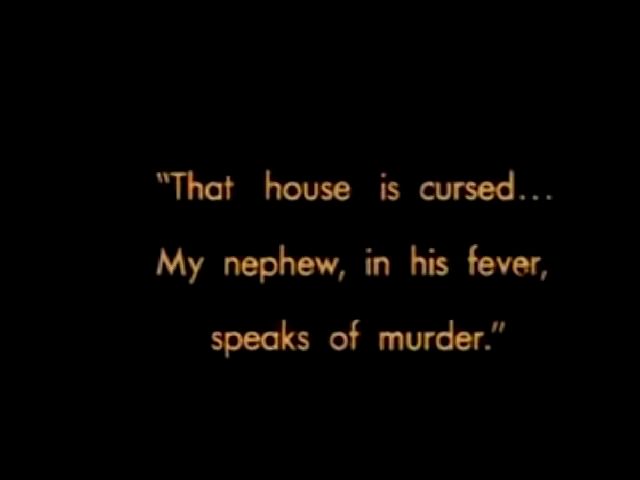 "That house is cursed...
My nephew, in his fever,
speaks of murder."